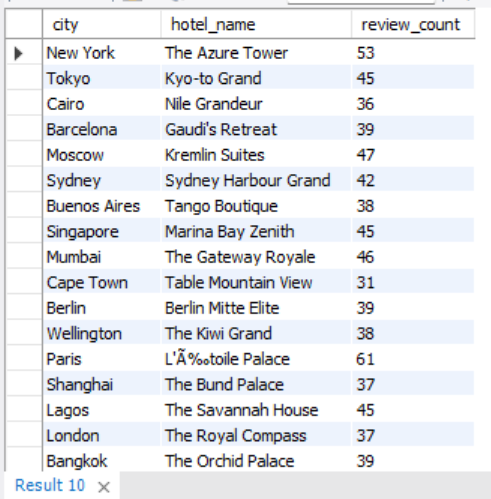 city hotel_name review_count
New York The Azure Tower 53
Tokyo Kyo-to Grand 45
Cairo Nile Grandeur 36
Barcelona Gaudi's Retreat 39
Moscow Kremlin Suites 47
Sydney Sydney Harbour Grand 42
Buenos Aires Tango Boutique 38
Singapore Marina Bay Zenith 45
Mumbai The Gateway Royale 46
Cape Town Table Mountain View 31
Berlin Berlin Mitte Elite 39
Wellington The Kiwi Grand 38
Paris L'Ã‰toile Palace 61
Shanghai The Bund Palace 37
Lagos The Savannah House 45
London The Royal Compass 37
Bangkok The Orchid Palace 39
Result 10 ×